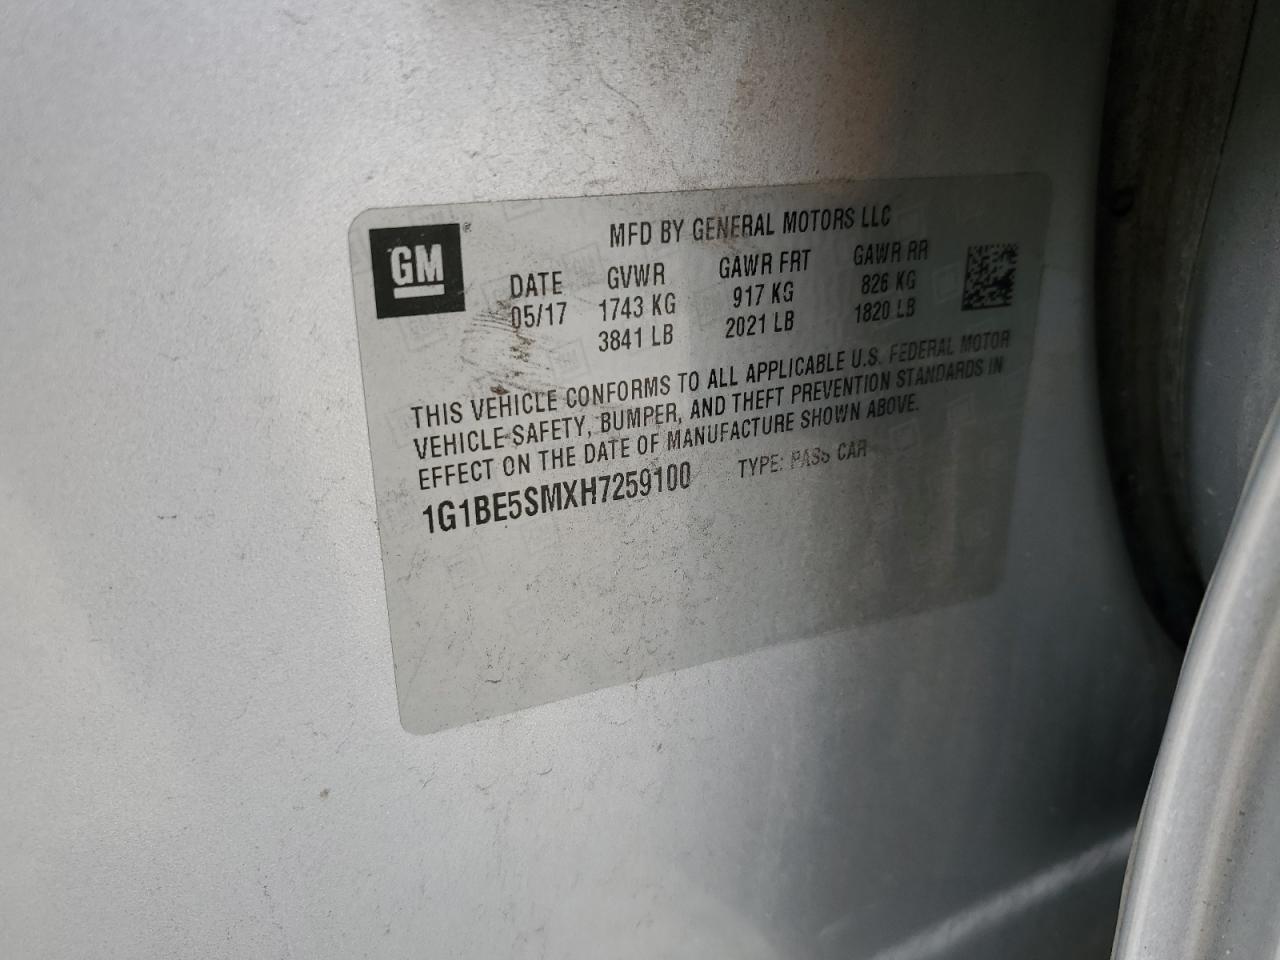 GM
®
MFD BY GENERAL MOTORS LLC
DATE GVWR GAWR FRT GAWR RR
05/17 1743 KG 917 KG 826 KG
3841 LB 2021 LB 1820 LB
THIS VEHICLE CONFORMS TO ALL APPLICABLE U.S. FEDERAL MOTOR
VEHICLE SAFETY, BUMPER, AND THEFT PREVENTION STANDARDS IN
EFFECT ON THE DATE OF MANUFACTURE SHOWN ABOVE.
1G1BE5SMXH7259100 TYPE: PASS CAR